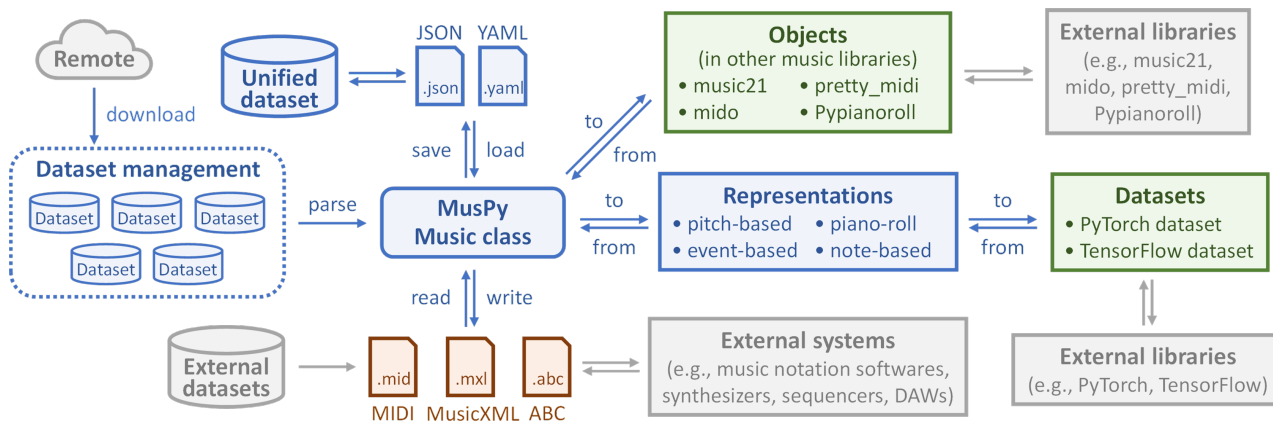 Remote
download
Dataset management
Dataset Dataset Dataset
Dataset Dataset
parse
Unified
dataset
JSON YAML
.json .yaml
save load
MusPy
Music class
read write
External
datasets
.mid .mxl .abc
MIDI MusicXML ABC
to
from
Objects
(in other music libraries)
• music21 • pretty_midi
• mido • Pypianoroll
External libraries
(e.g., music21,
mido, pretty_midi,
Pypianoroll)
to
from
Representations
• pitch-based • piano-roll
• event-based • note-based
to
from
Datasets
• PyTorch dataset
• TensorFlow dataset
External systems
(e.g., music notation softwares,
synthesizers, sequencers, DAWs)
External libraries
(e.g., PyTorch, TensorFlow)